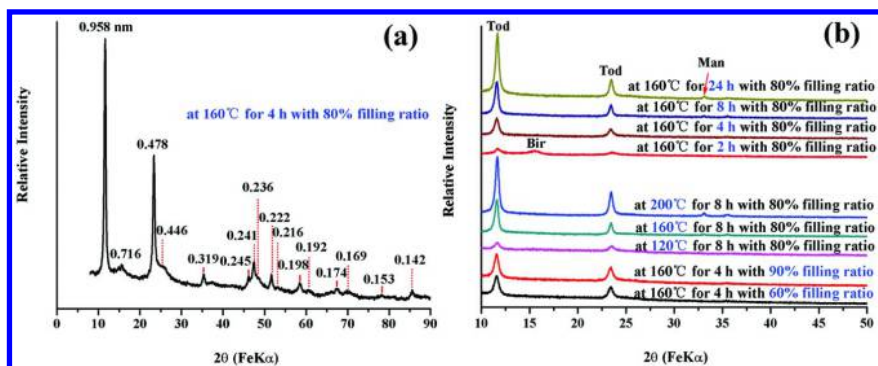 (a)
0.958 nm
at 160℃ for 4 h with 80% filling ratio
0.478
0.236
0.222
0.216
0.716
0.446
0.241
0.192
0.319
0.245
0.198
0.169
0.174
0.153
0.142
Relative Intensity
0 10 20 30 40 50 60 70 80 90
2θ (FeKα)
(b)
Tod
Man
Tod
at 160℃ for 24 h with 80% filling ratio
at 160℃ for 8 h with 80% filling ratio
at 160℃ for 4 h with 80% filling ratio
Bir
at 160℃ for 2 h with 80% filling ratio
at 200℃ for 8 h with 80% filling ratio
at 160℃ for 8 h with 80% filling ratio
at 120℃ for 8 h with 80% filling ratio
at 160℃ for 4 h with 90% filling ratio
at 160℃ for 4 h with 60% filling ratio
Relative Intensity
10 15 20 25 30 35 40 45 50
2θ (FeKα)